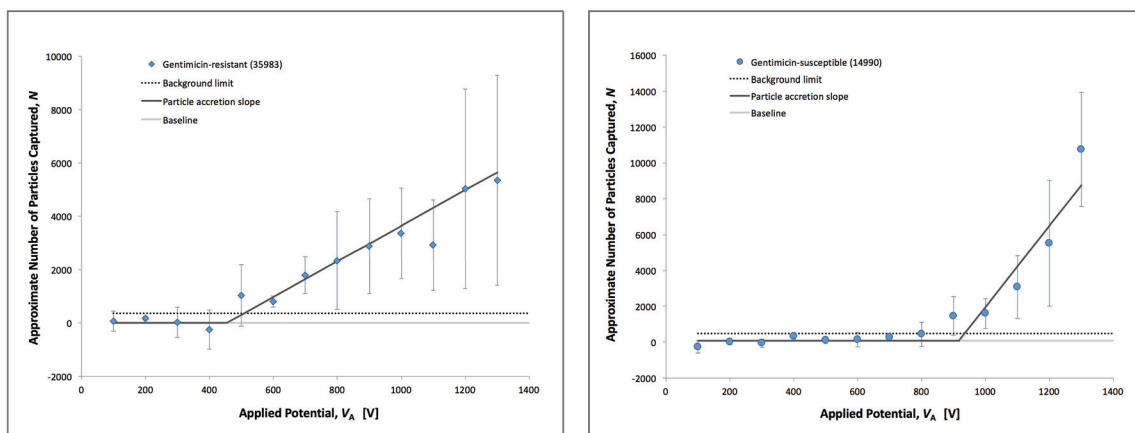 10000
8000
6000
4000
2000
0
-2000
0
200
400
600
800
1000
1200
1400
Approximate Number of Particles Captured, N
Applied Potential, VA [V]
Gentimicin-resistant (35983)
Background limit
Particle accretion slope
Baseline
16000
14000
12000
10000
8000
6000
4000
2000
0
-2000
0
200
400
600
800
1000
1200
1400
Approximate Number of Particles Captured, N
Applied Potential, VA [V]
Gentimicin-susceptible (14990)
Background limit
Particle accretion slope
Baseline